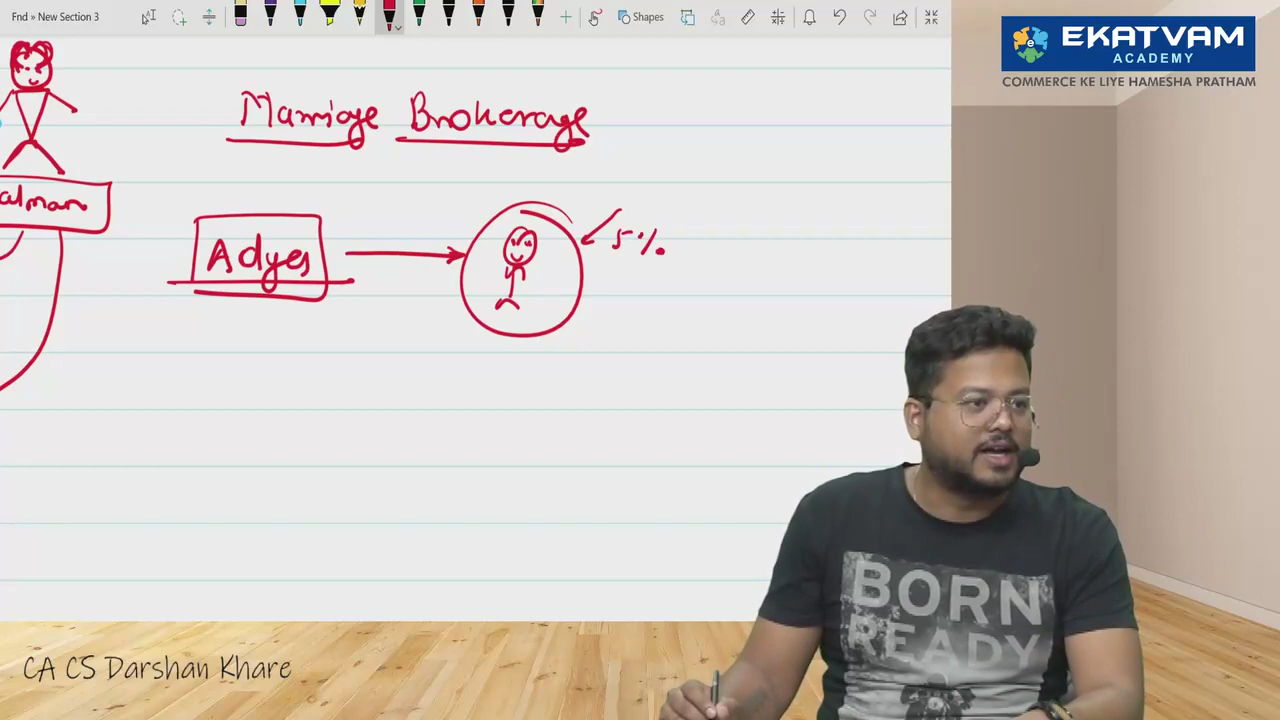 Fnd » New Section 3
Shapes
EKATVAM
ACADEMY
COMMERCE KE LIYE HAMESHA PRATHAM
Marriage Brokerage
alman
Adyes
5%
BORN
READY
CA CS Darshan Khare